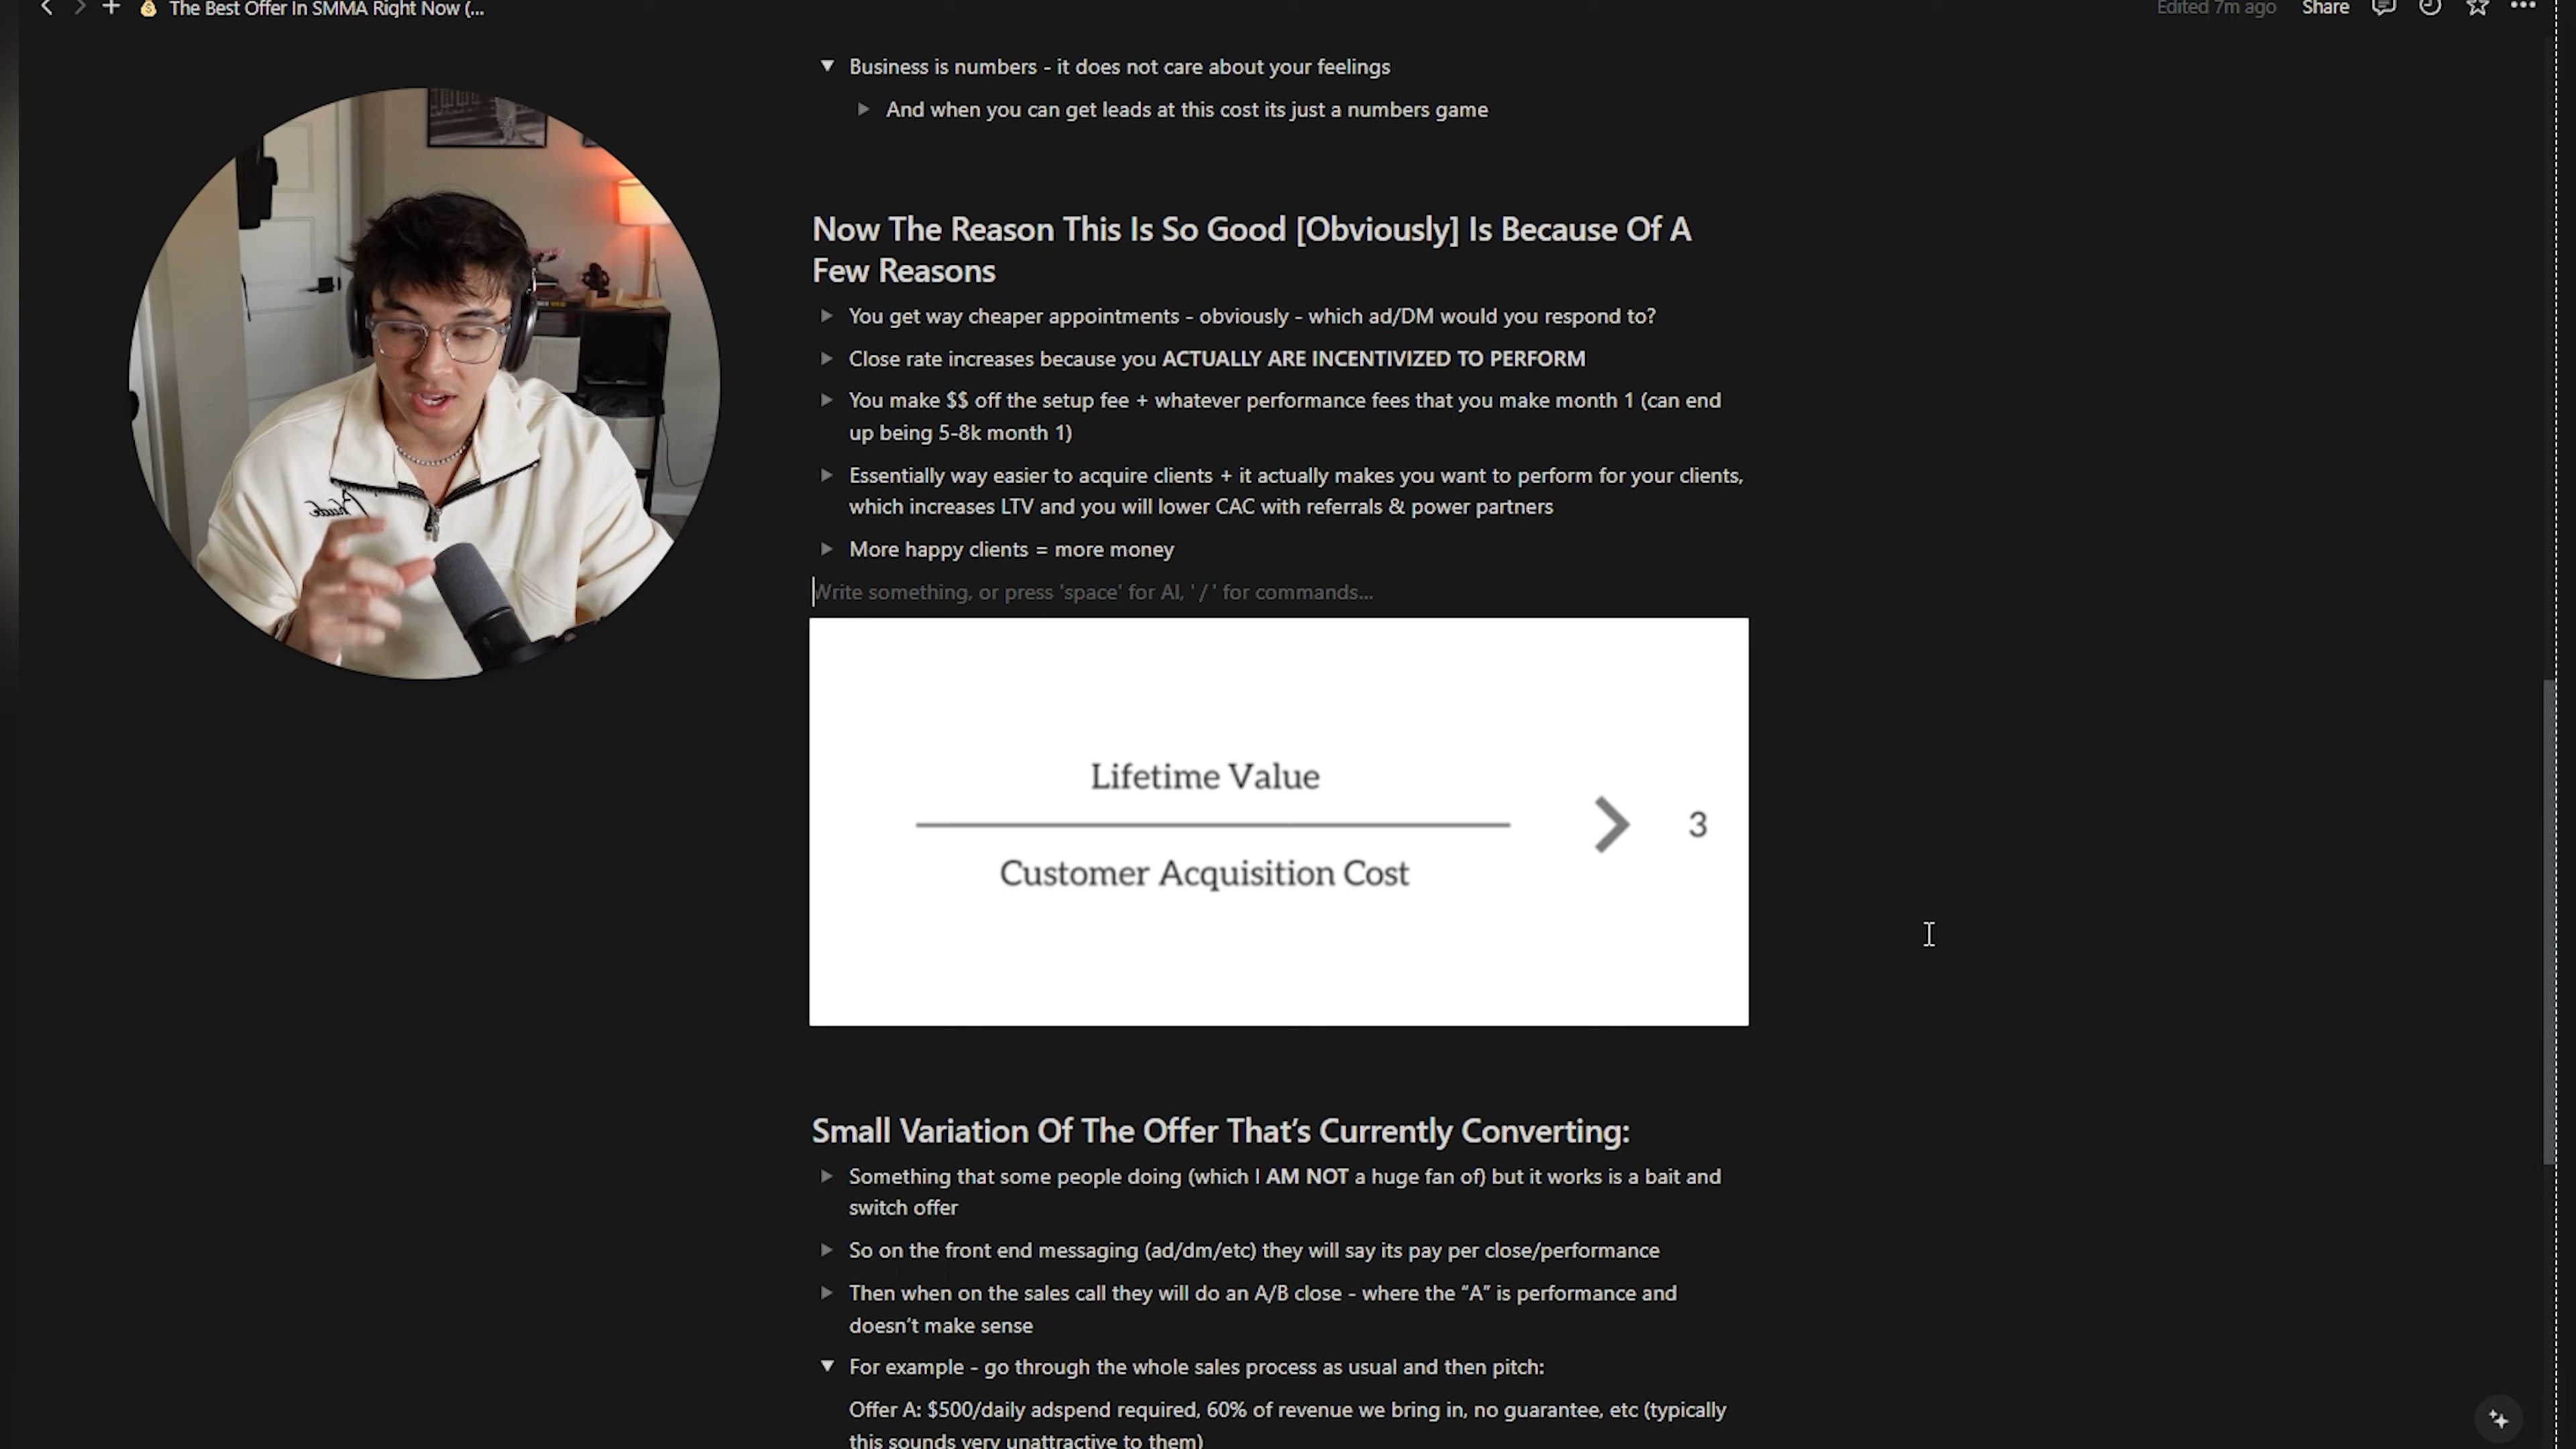 The Best Offer In SMMA Right Now (...
Edited 7m ago
Share
Business is numbers - it does not care about your feelings
And when you can get leads at this cost its just a numbers game
Now The Reason This Is So Good [Obviously] Is Because Of A
Few Reasons
You get way cheaper appointments - obviously - which ad/DM would you respond to?
Close rate increases because you ACTUALLY ARE INCENTIVIZED TO PERFORM
You make $$ off the setup fee + whatever performance fees that you make month 1 (can end
up being 5-8k month 1)
Essentially way easier to acquire clients + it actually makes you want to perform for your clients,
which increases LTV and you will lower CAC with referrals & power partners
More happy clients = more money
Write something, or press 'space' for AI, '/' for commands...
Lifetime Value
Customer Acquisition Cost
> 3
Small Variation Of The Offer That's Currently Converting:
Something that some people doing (which I AM NOT a huge fan of) but it works is a bait and
switch offer
So on the front end messaging (ad/dm/etc) they will say its pay per close/performance
Then when on the sales call they will do an A/B close - where the “A” is performance and
doesn't make sense
For example - go through the whole sales process as usual and then pitch:
Offer A: $500/daily adspend required, 60% of revenue we bring in, no guarantee, etc (typically
this sounds very unattractive to them)